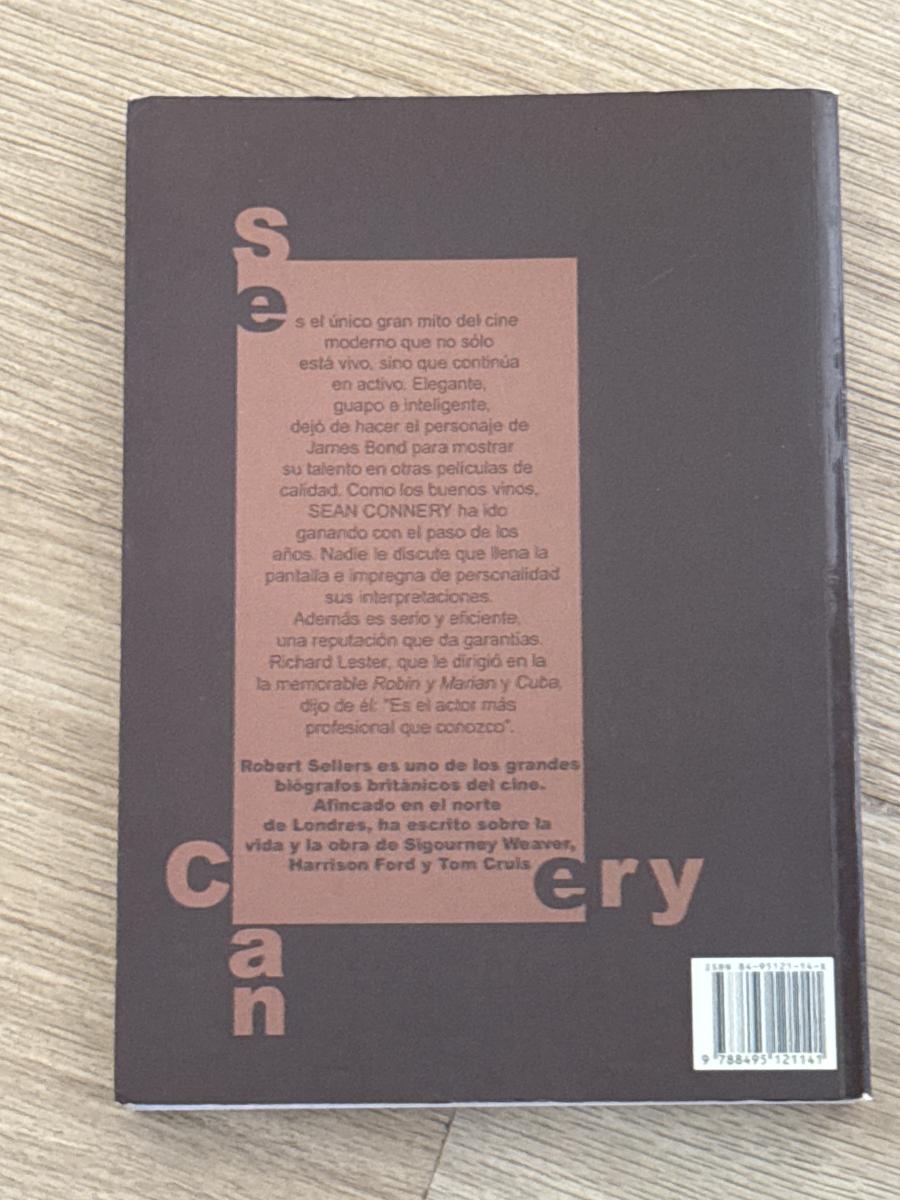 se
Es el único gran mito del cine
moderno que no sólo
está vivo, sino que continúa
en activo. Elegante,
guapo e inteligente,
dejó de hacer el personaje de
James Bond para mostrar
su talento en otras películas de
calidad. Como los buenos vinos,
SEAN CONNERY ha ido
ganando con el paso de los
años. Nadie le discute que llena la
pantalla e impregna de personalidad
sus interpretaciones.
Además es serio y eficiente,
una reputación que da garantías.
Richard Lester, que le dirigió en la
la memorable Robin y Marian y Cuba,
dijo de él: "Es el actor más
profesional que conozco".
Robert Sellers es uno de los grandes
biógrafos británicos del cine.
Afincado en el norte
de Londres, ha escrito sobre la
vida y la obra de Sigourney Weaver,
Harrison Ford y Tom Cruis
c ery
an
ISBN 84-95121-14-X
9 788495 121141